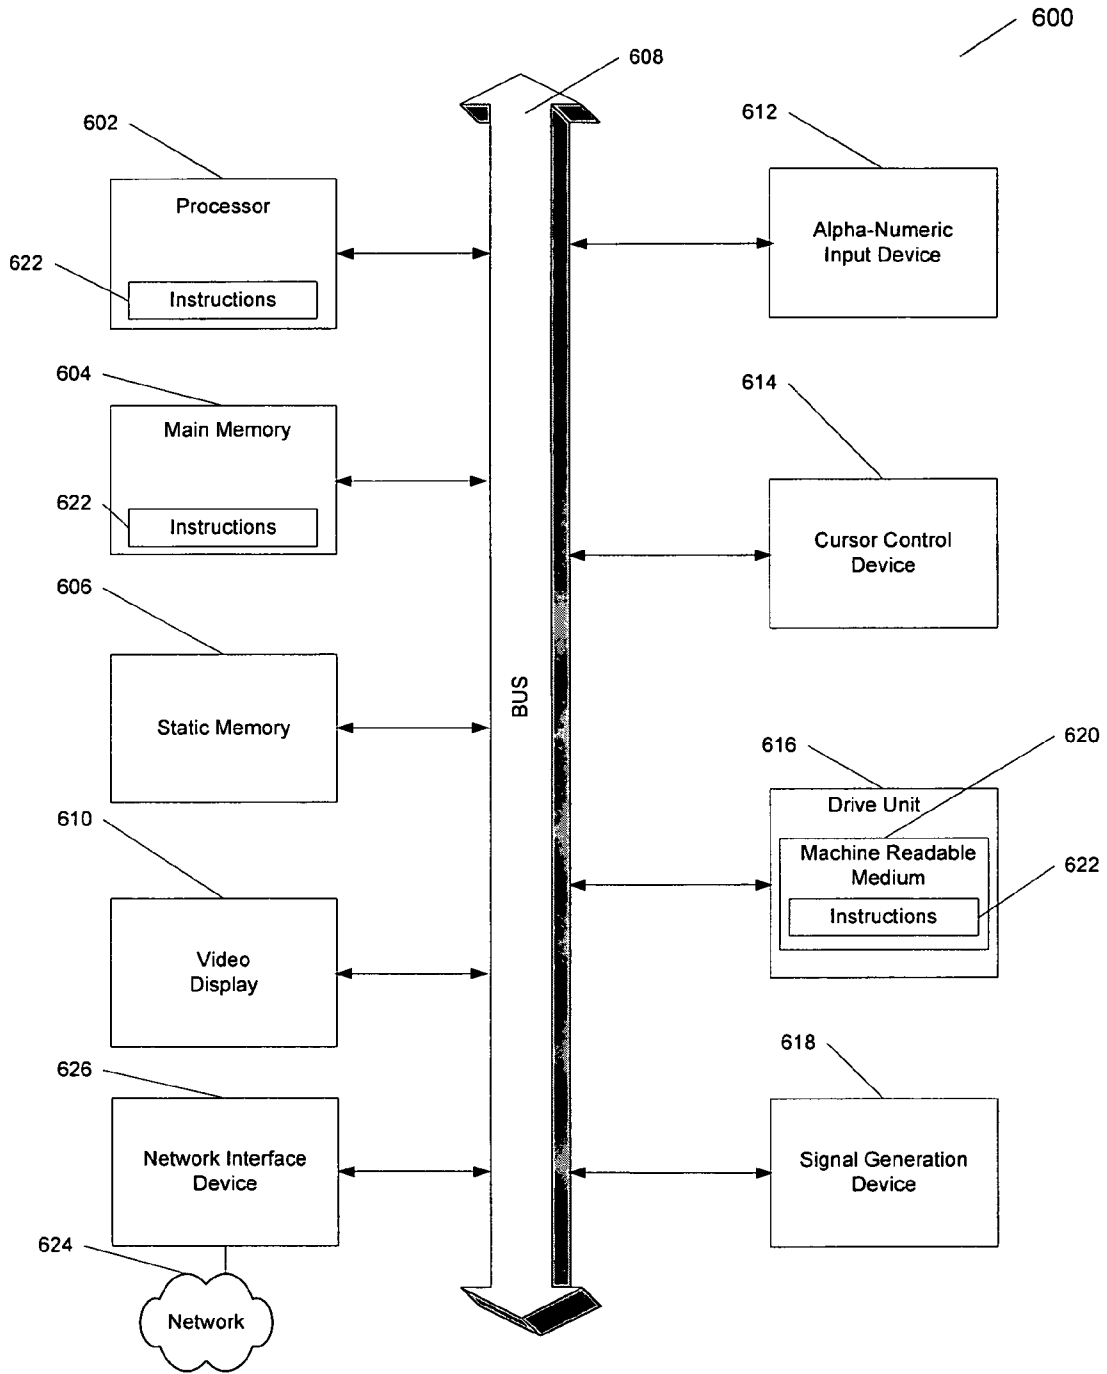 600
608
602
Processor
622
Instructions
604
Main Memory
622
Instructions
606
Static Memory
610
Video
Display
626
Network Interface
Device
624
Network
BUS
612
Alpha-Numeric
Input Device
614
Cursor Control
Device
616
620
Drive Unit
Machine Readable
Medium
622
Instructions
618
Signal Generation
Device